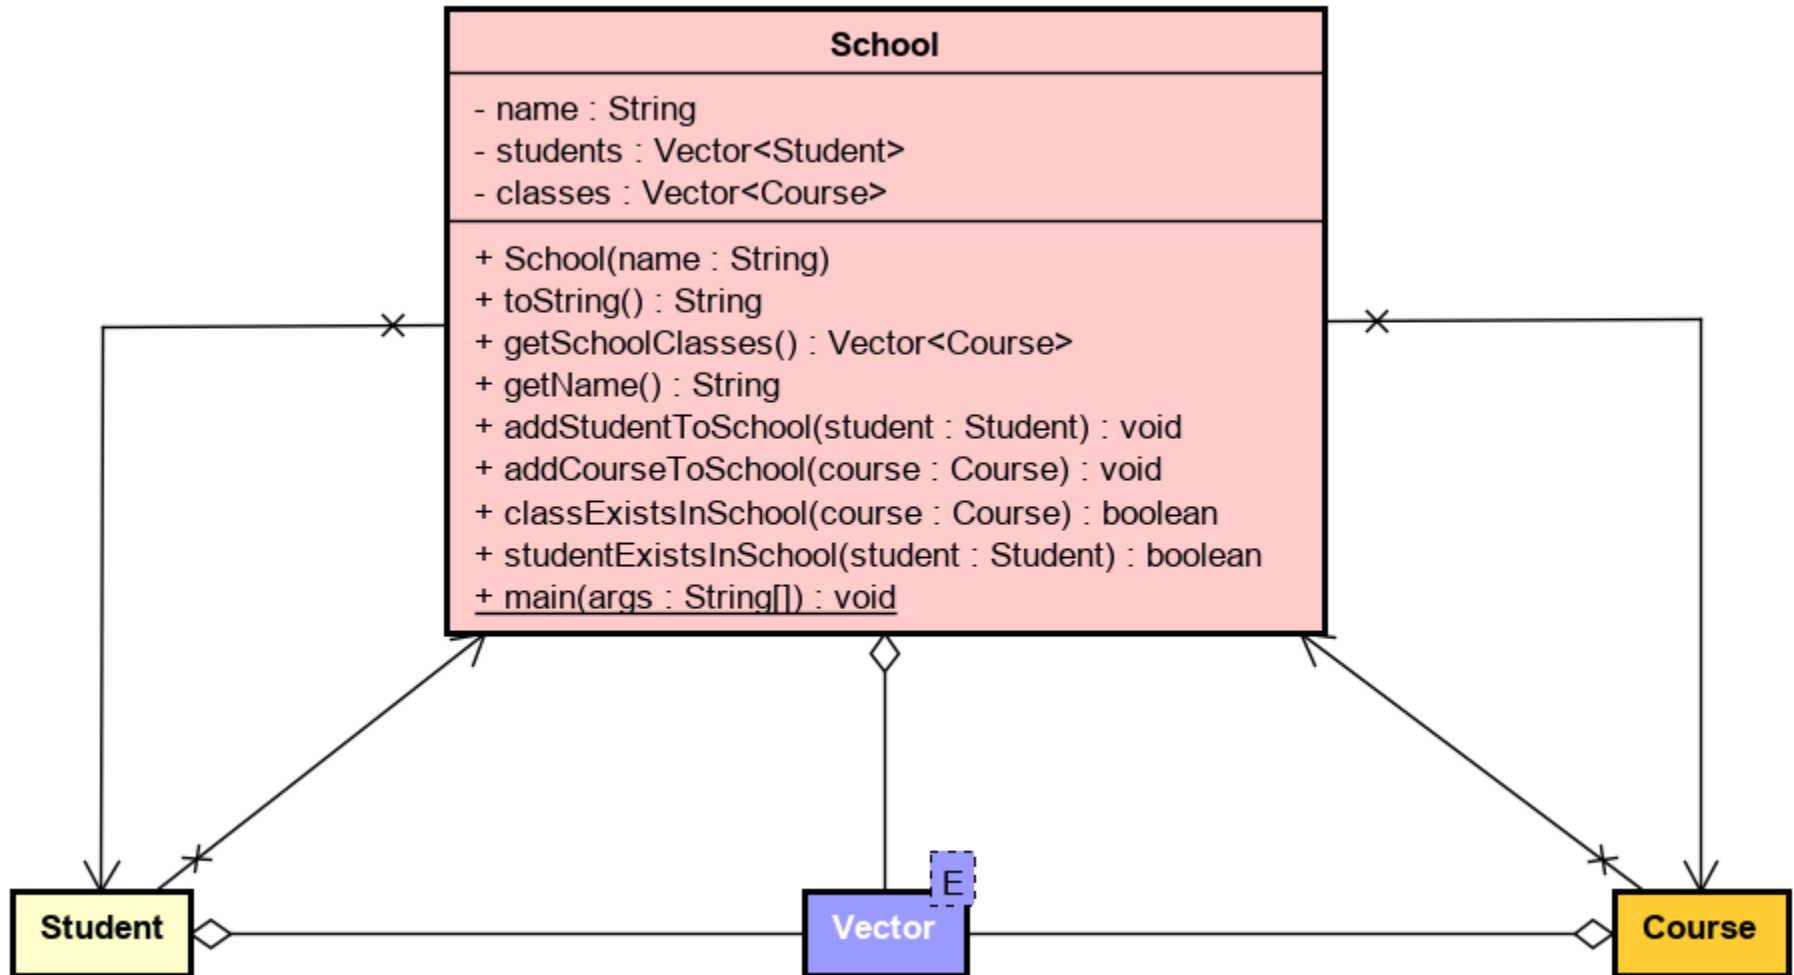 School
- name : String
- students : Vector<Student>
- classes : Vector<Course>
+ School(name : String)
+ toString() : String
+ getSchoolClasses() : Vector<Course>
+ getName() : String
+ addStudentToSchool(student : Student) : void
+ addCourseToSchool(course : Course) : void
+ classExistsInSchool(course : Course) : boolean
+ studentExistsInSchool(student : Student) : boolean
+ main(args : String[]) : void
E
Student
Vector
Course